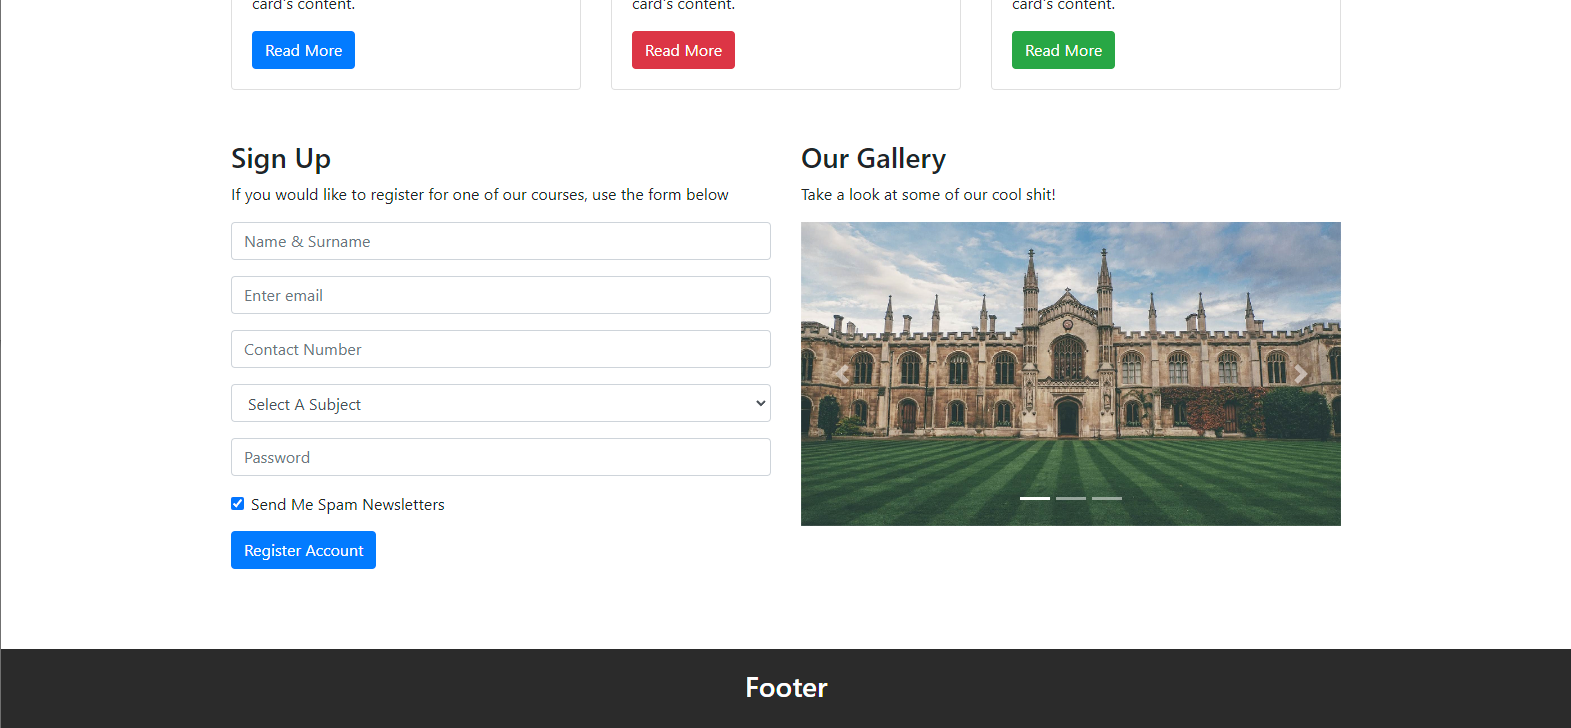 card's content.
card's content.
card's content.
Read More
Read More
Read More
Sign Up
If you would like to register for one of our courses, use the form below
Name & Surname
Enter email
Contact Number
Select A Subject
Password
Send Me Spam Newsletters
Register Account
Our Gallery
Take a look at some of our cool shit!
Footer